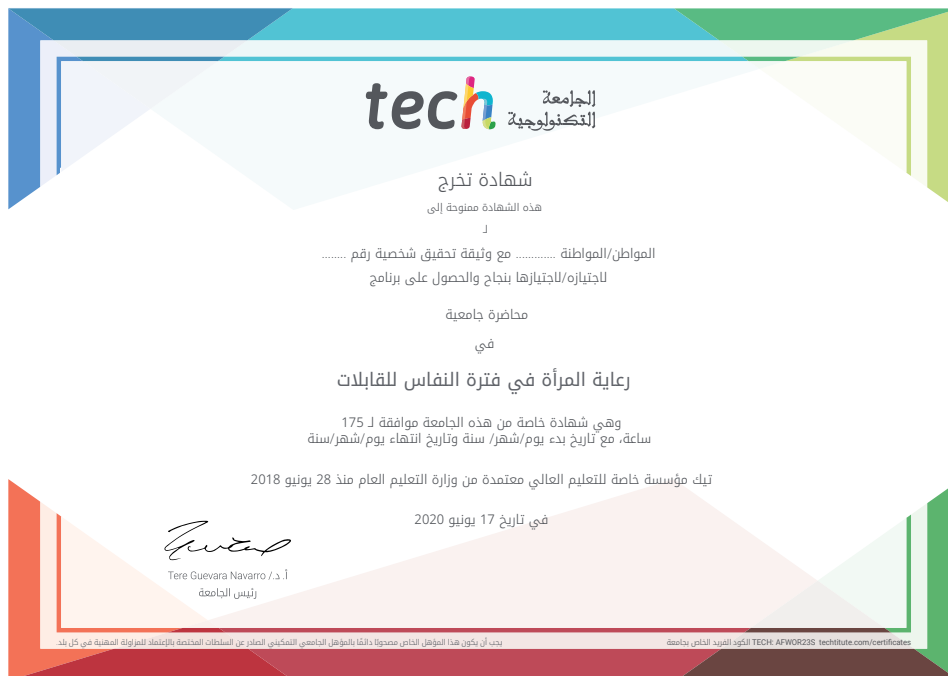 tech الجامعة
التكنولوجية
شهادة تخرج
هذه الشهادة ممنوحة إلى
لـ
المواطن/المواطنة ............ مع وثيقة تحقيق شخصية رقم ........
لاجتيازه/لاجتيازها بنجاح والحصول على برنامج
محاضرة جامعية
في
رعاية المرأة في فترة النفاس للقابلات
وهي شهادة خاصة من هذه الجامعة موافقة لـ 175
ساعة، مع تاريخ بدء يوم/شهر/ سنة وتاريخ انتهاء يوم/شهر/سنة
تيك مؤسسة خاصة للتعليم العالي معتمدة من وزارة التعليم العام منذ 28 يونيو 2018
في تاريخ 17 يونيو 2020
أ.د./ Tere Guevara Navarro
رئيس الجامعة
الكود الفريد الخاص بجامعة TECH: AFWOR23S techtitute.com/certificates
يجب أن يكون هذا المؤهل الخاص مصحوبًا دائمًا بالمؤهل الجامعي التمكيني الصادر عن السلطات المختصة بالإعتماد للمزاولة المهنية في كل بلد.